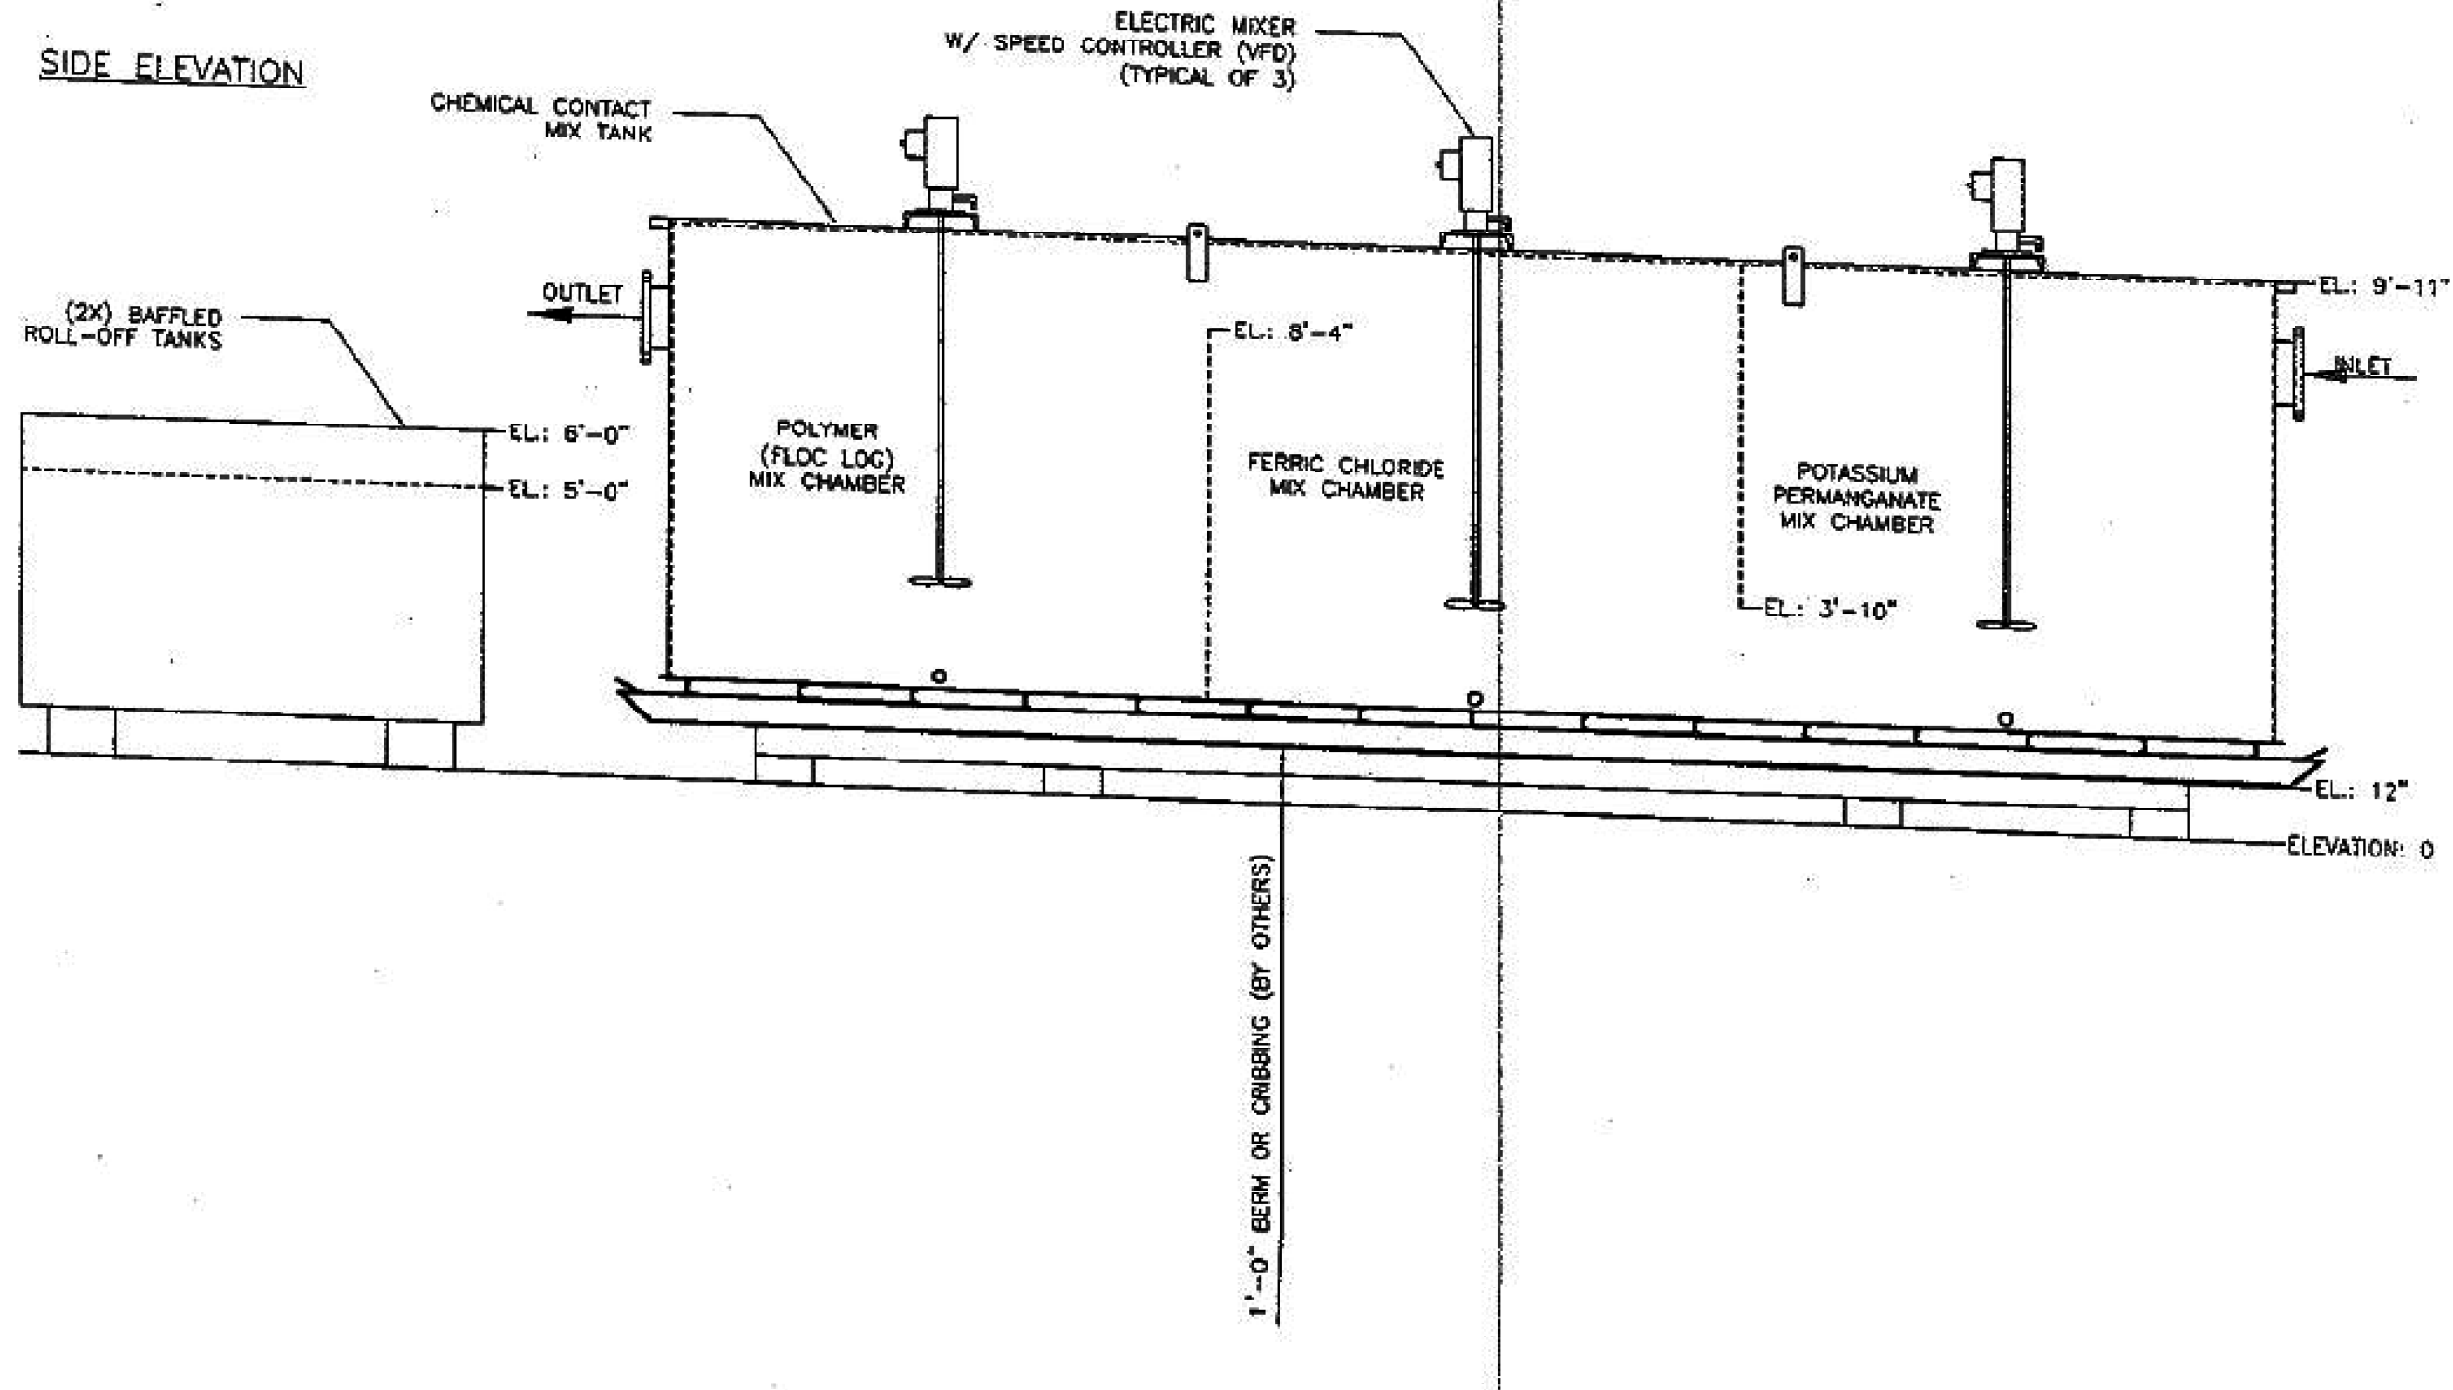 SIDE ELEVATION
ELECTRIC MIXER
W/ SPEED CONTROLLER (VFD)
(TYPICAL OF 3)
CHEMICAL CONTACT
MIX TANK
(2X) BAFFLED
ROLL-OFF TANKS
OUTLET
EL.: 9'-11"
EL.: 8'-4"
INLET
EL.: 6'-0"
EL.: 5'-0"
POLYMER
(FLOC LOG)
MIX CHAMBER
FERRIC CHLORIDE
MIX CHAMBER
POTASSIUM
PERMANGANATE
MIX CHAMBER
EL.: 3'-10"
EL.: 12"
ELEVATION: 0
1'-0" BERM OR CRIBBING (BY OTHERS)